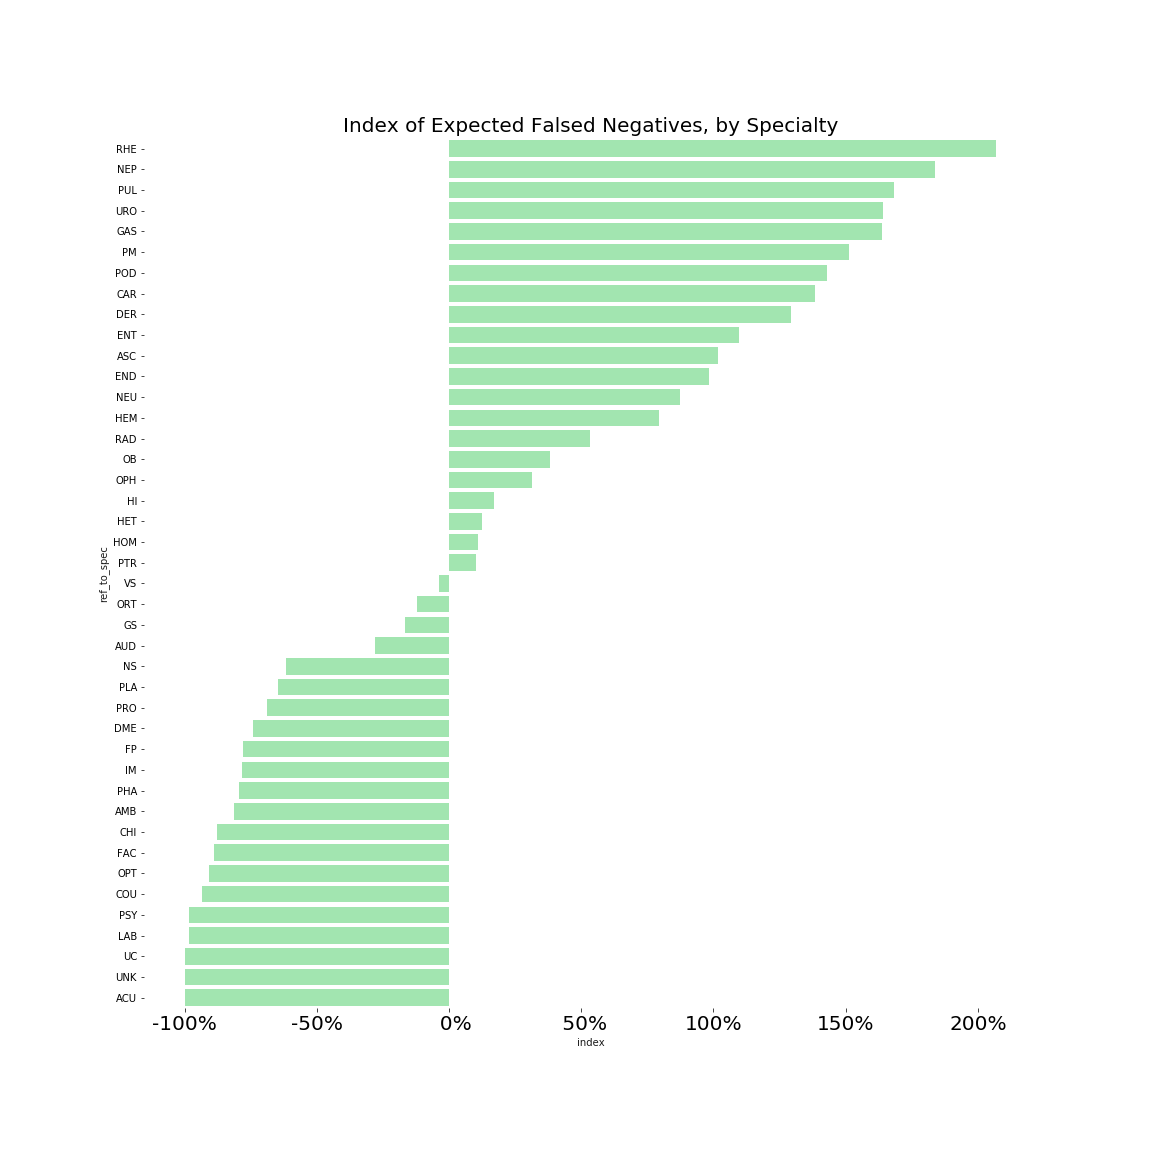 Index of Expected Falsed Negatives, by Specialty
RHE
NEP
PUL
URO
GAS
PM
POD
CAR
DER
ENT
ASC
END
NEU
HEM
RAD
OB
OPH
HI
HET
HOM
PTR
VS
ORT
GS
AUD
NS
PLA
PRO
DME
FP
IM
PHA
AMB
CHI
FAC
OPT
COU
PSY
LAB
UC
UNK
ACU
ref_to_spec
-100% -50% 0% 50% 100% 150% 200%
index